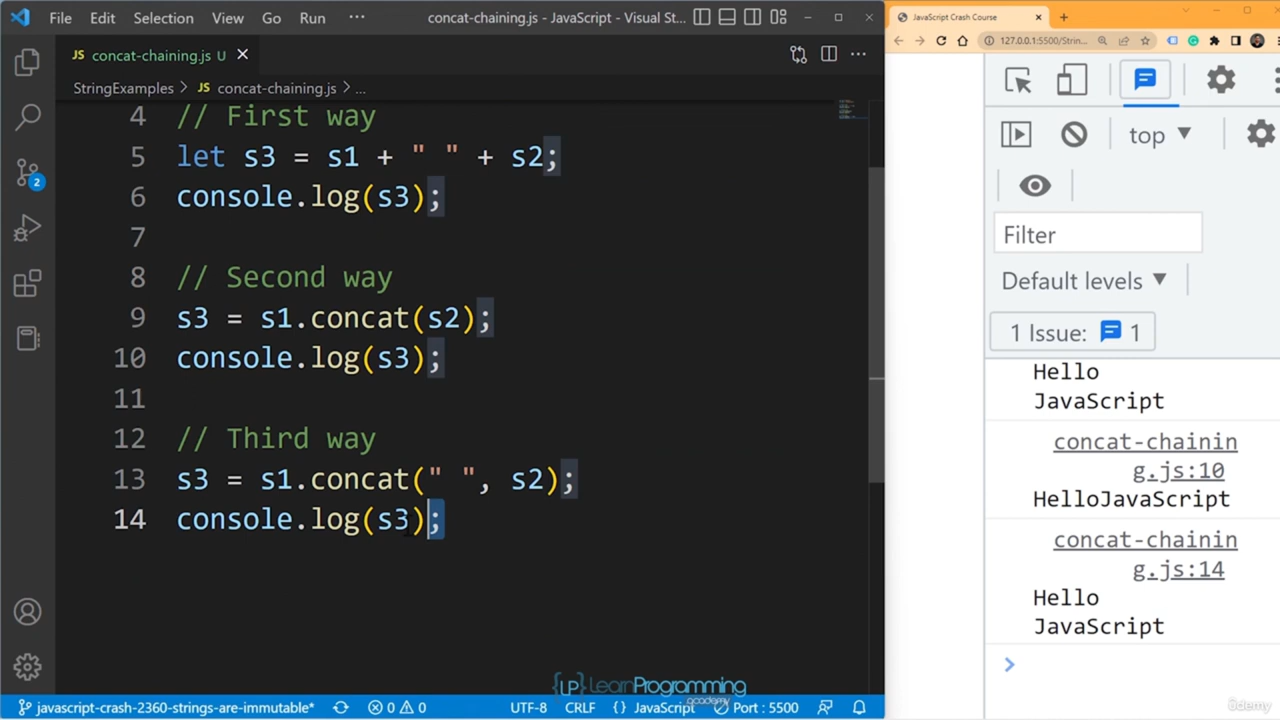 File Edit Selection View Go Run ··· concat-chaining.js - JavaScript - Visual St...
JS concat-chaining.js U
StringExamples > JS concat-chaining.js > ...
4 // First way
5 let s3 = s1 + " " + s2;
6 console.log(s3);
7
8 // Second way
9 s3 = s1.concat(s2);
10 console.log(s3);
11
12 // Third way
13 s3 = s1.concat(" ", s2);
14 console.log(s3);
2
{LP} LearnProgramming
academy
javascript-crash-2360-strings-are-immutable* 0 0 UTF-8 CRLF {} JavaScript Port : 5500
JavaScript Crash Course
127.0.0.1:5500/Strin...
top
Filter
Default levels
1 Issue: 1
Hello
JavaScript
concat-chainin
g.js:10
HelloJavaScript
concat-chainin
g.js:14
Hello
JavaScript
ûdemy